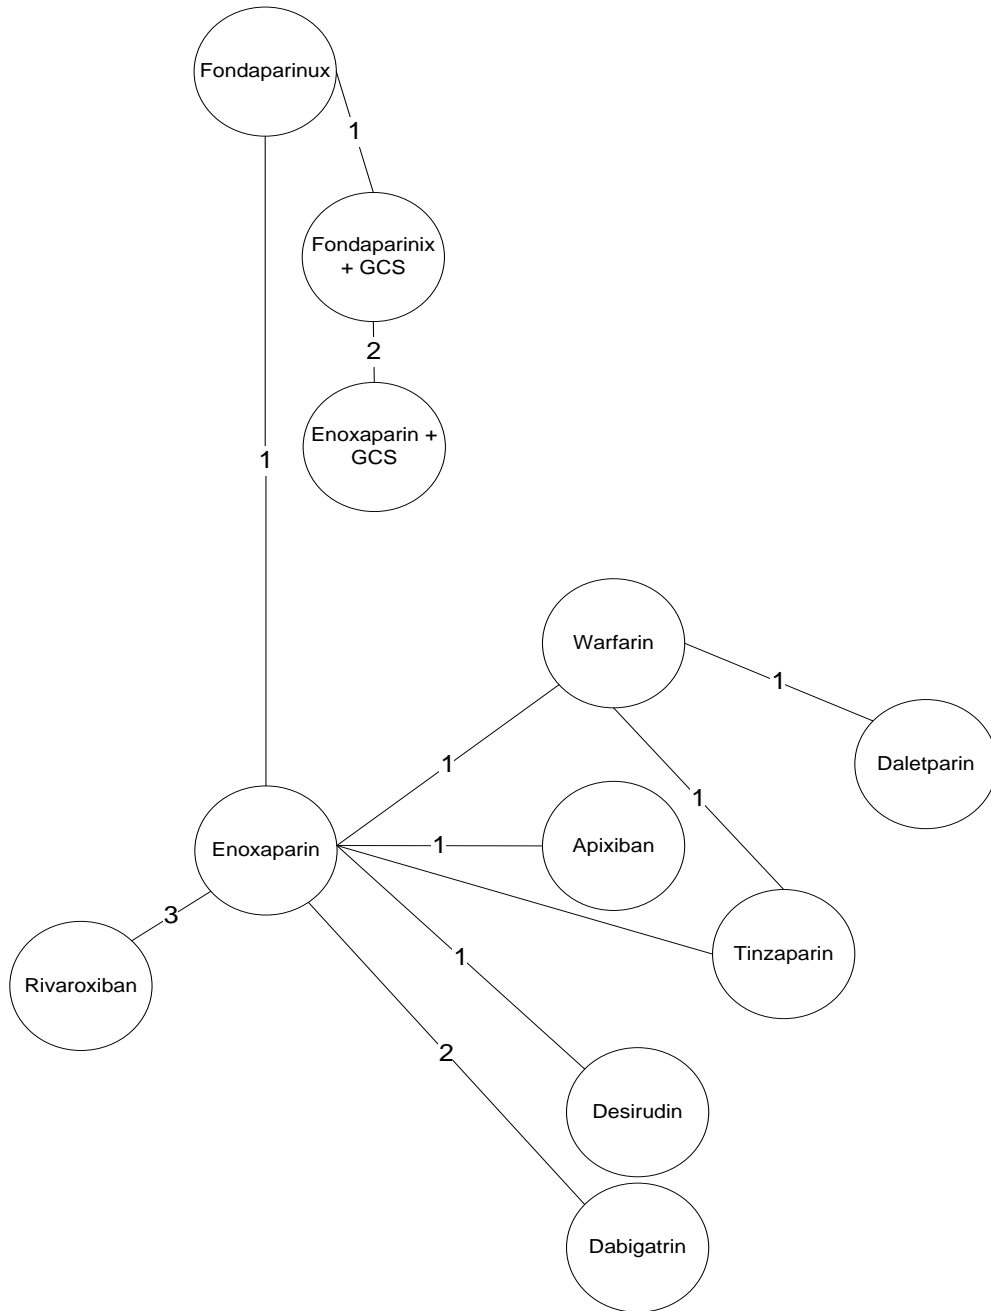 Fondaparinux
1
Fondaparinix
+ GCS
2
Enoxaparin +
GCS
1
Warfarin
1
Daletparin
1
1
Enoxaparin
1
Apixiban
3
Rivaroxiban
1
Tinzaparin
2
Desirudin
Dabigatrin